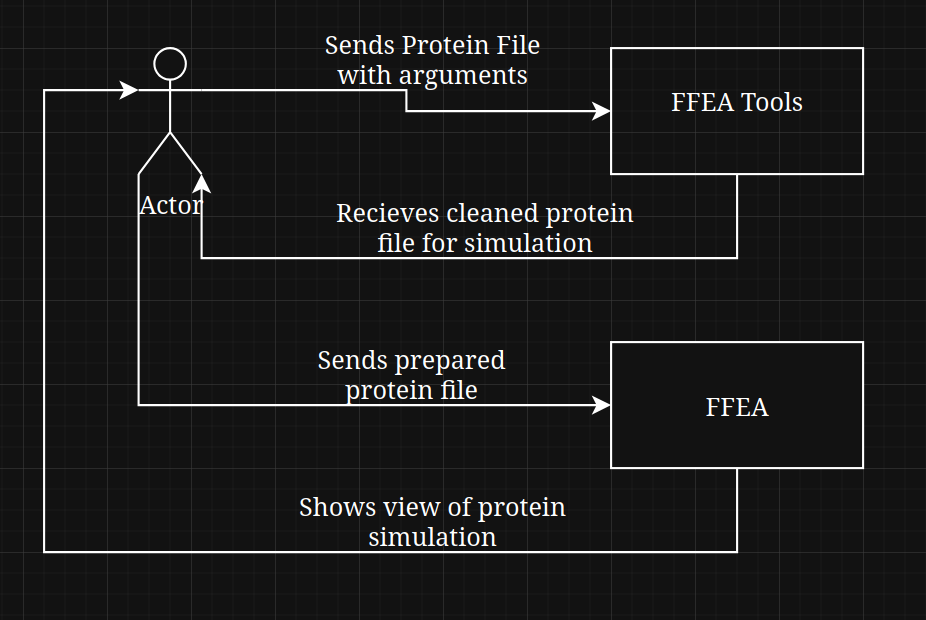 Sends Protein File
with arguments
FFEA Tools
Actor
Recieves cleaned protein
file for simulation
Sends prepared
protein file
FFEA
Shows view of protein
simulation